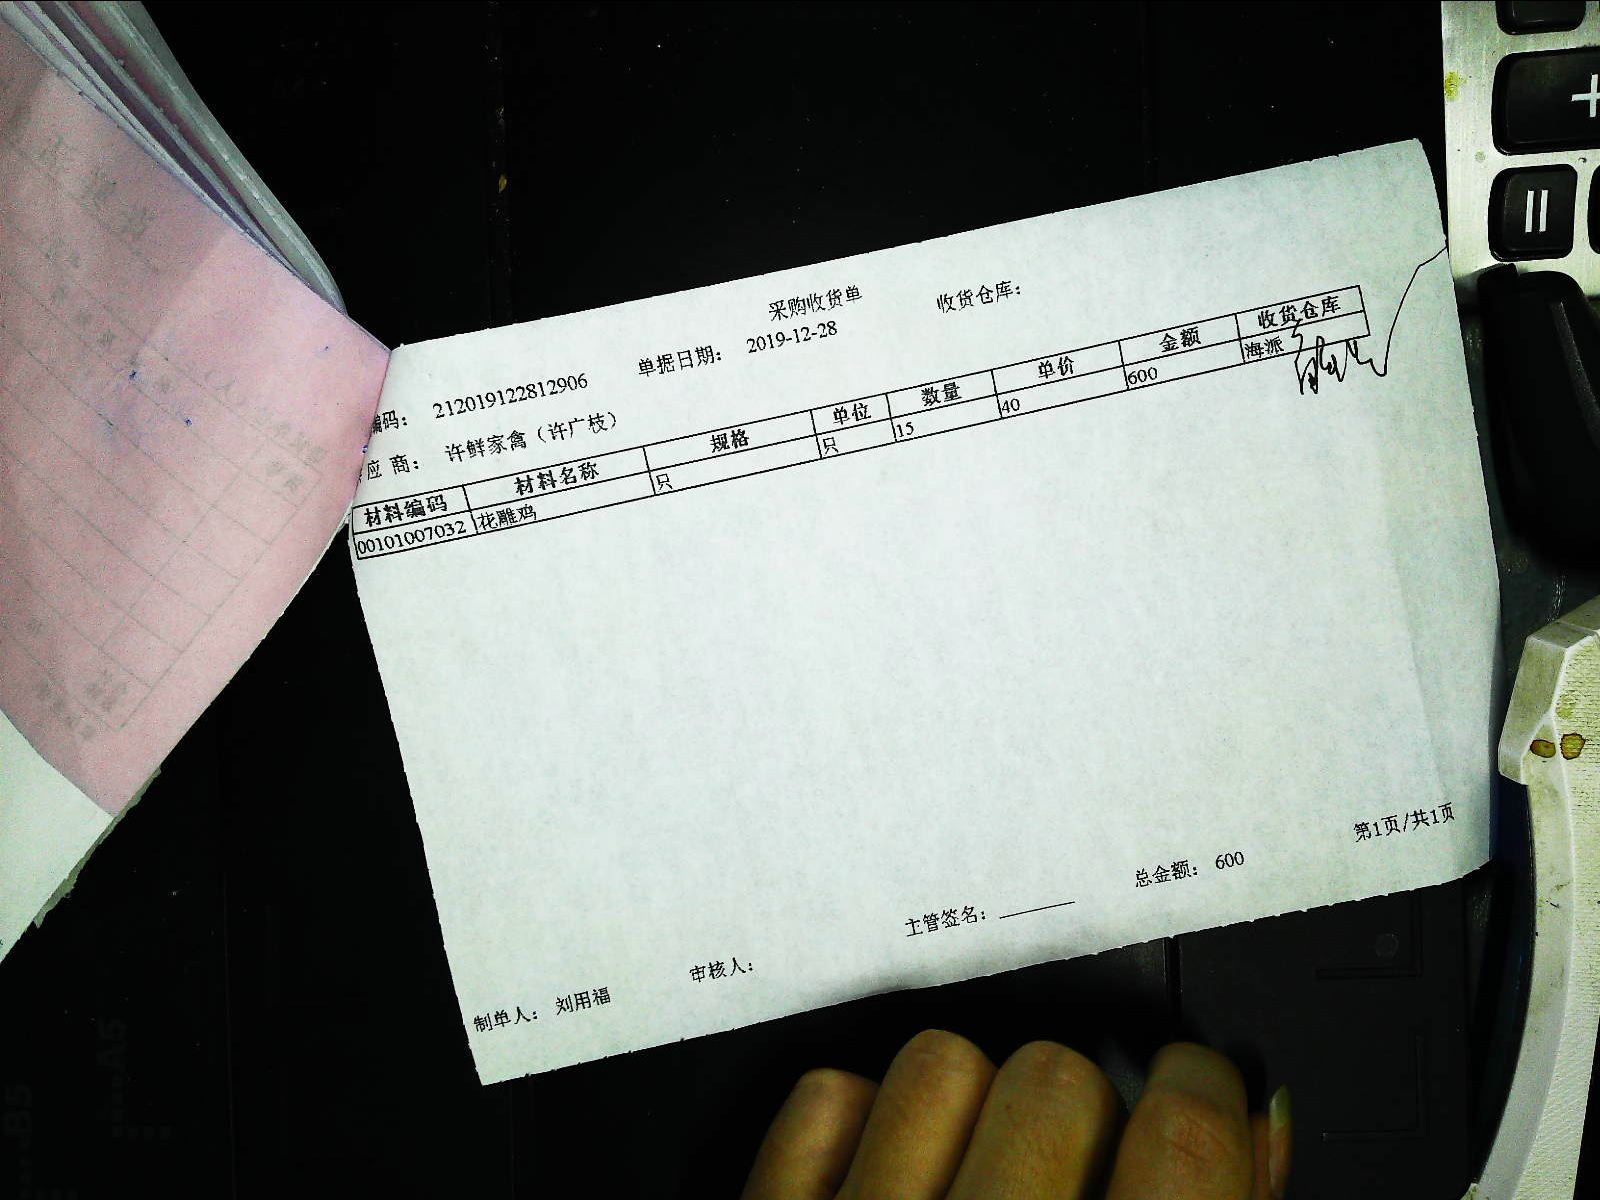 采购收货单 收货仓库:
编码: 212019122812906 单据日期: 2019-12-28
应 商: 许鲜家禽（许广枝）
材料编码 材料名称 规格 单位 数量 单价 金额 收货仓库
00101007032 花雕鸡 只 只 15 40 600 海派
第1页/共1页
总金额: 600
主管签名:
审核人:
制单人: 刘用福
+
=